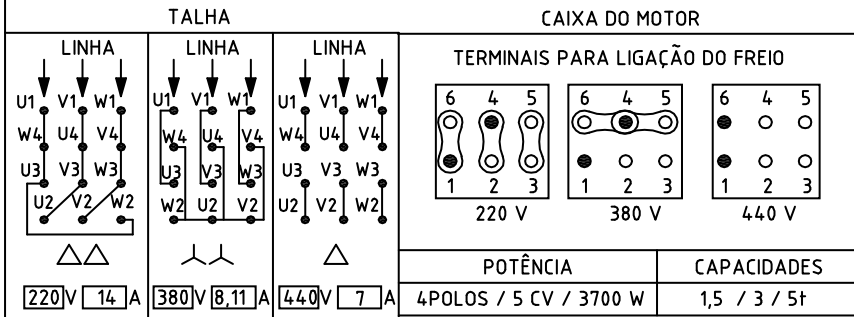 TALHA
CAIXA DO MOTOR
LINHA LINHA LINHA
TERMINAIS PARA LIGAÇÃO DO FREIO
U1 V1 W1 U1 V1 W1 U1 V1 W1
W4 U4 V4 W4 U4 V4 W4 U4 V4
U3 V3 W3 U3 V3 W3 U3 V3 W3
U2 V2 W2 W2 U2 V2 U2 V2 W2
6 4 5 6 4 5 6 4 5
1 2 3 1 2 3 1 2 3
220 V 380 V 440 V
220 V 14 A 380 V 8,11 A 440 V 7 A
POTÊNCIA CAPACIDADES
4POLOS / 5 CV / 3700 W 1,5 / 3 / 5t